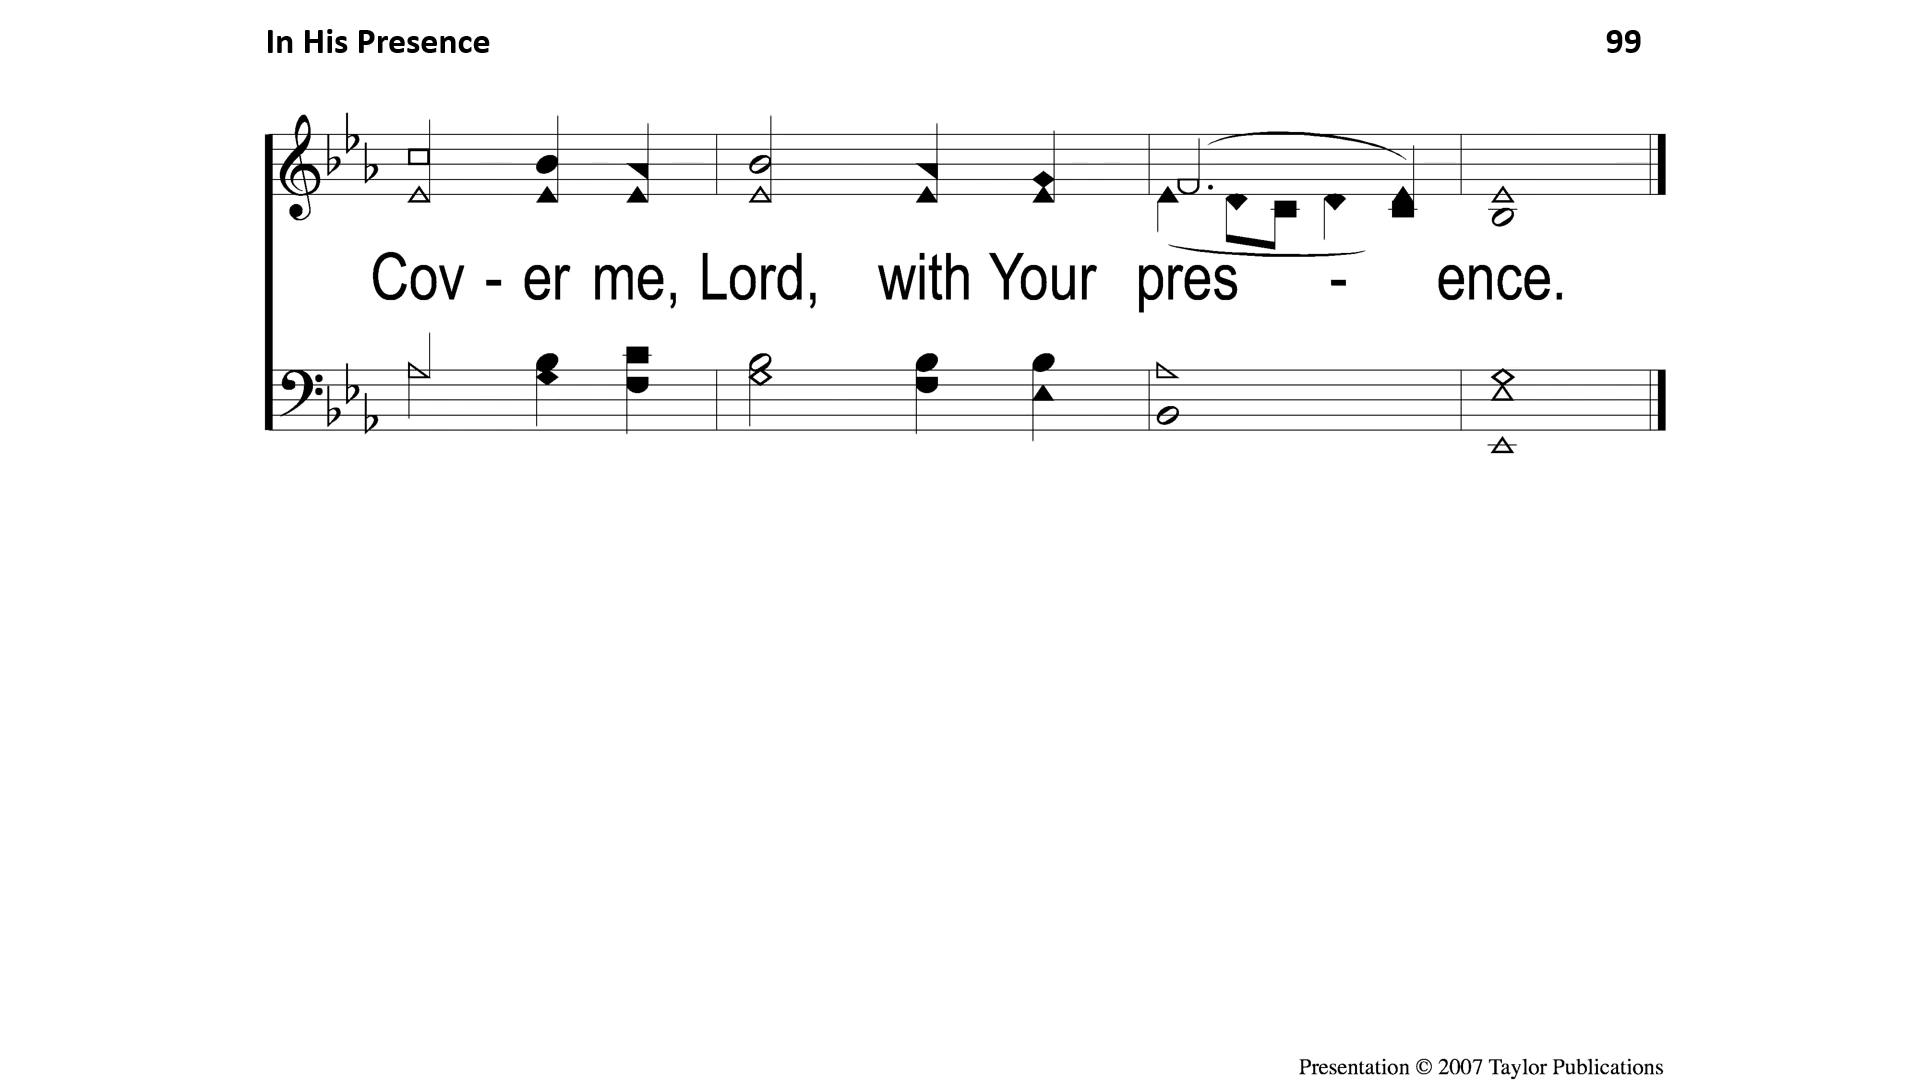 In His Presence 99
Cov - er me, Lord, with Your pres - ence.
Presentation © 2007 Taylor Publications